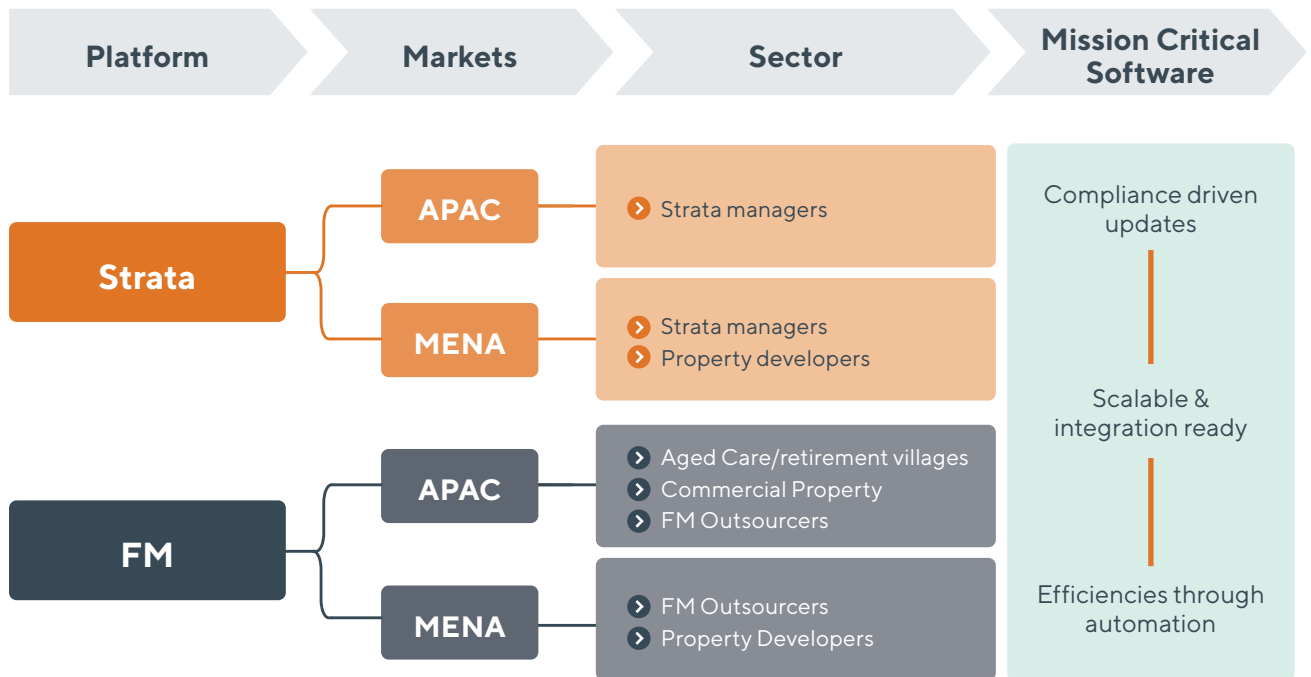 Platform
Markets
Sector
Mission Critical
Software
Strata
APAC
Strata managers
MENA
Strata managers
Property developers
FM
APAC
Aged Care/retirement villages
Commercial Property
FM Outsourcers
MENA
FM Outsourcers
Property Developers
Compliance driven
updates
Scalable &
integration ready
Efficiencies through
automation